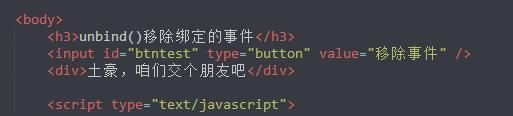 <body>
<h3>unbind()移除绑定的事件</h3>
<input id="btntest" type="button" value="移除事件" />
<div>土豪，咱们交个朋友吧</div>
<script type="text/javascript">